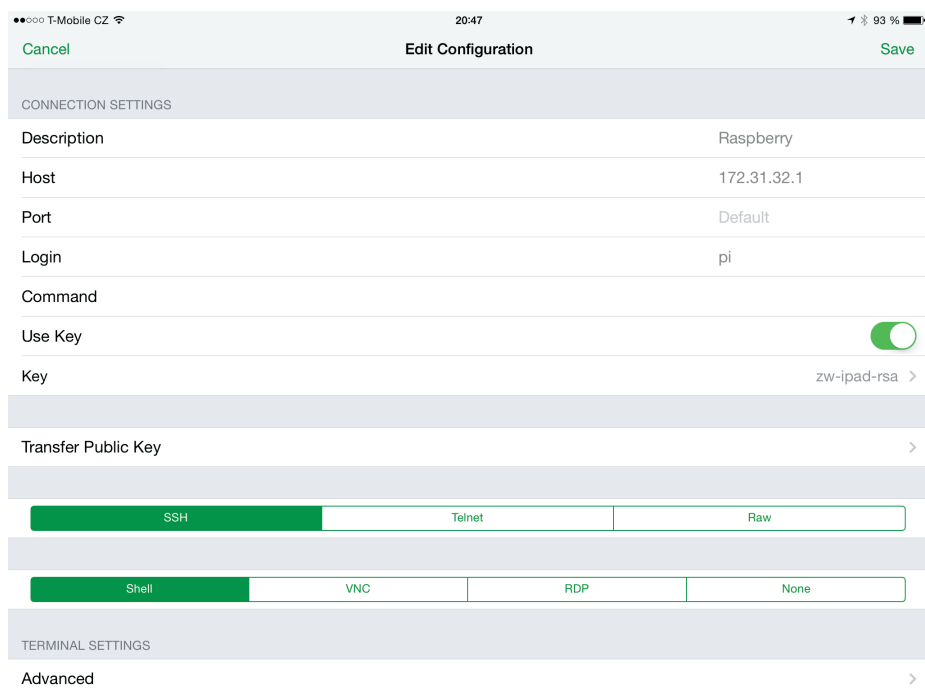 T-Mobile CZ 20:47 93 %
Cancel Edit Configuration Save
CONNECTION SETTINGS
Description Raspberry
Host 172.31.32.1
Port Default
Login pi
Command
Use Key
Key zw-ipad-rsa
Transfer Public Key
SSH Telnet Raw
Shell VNC RDP None
TERMINAL SETTINGS
Advanced